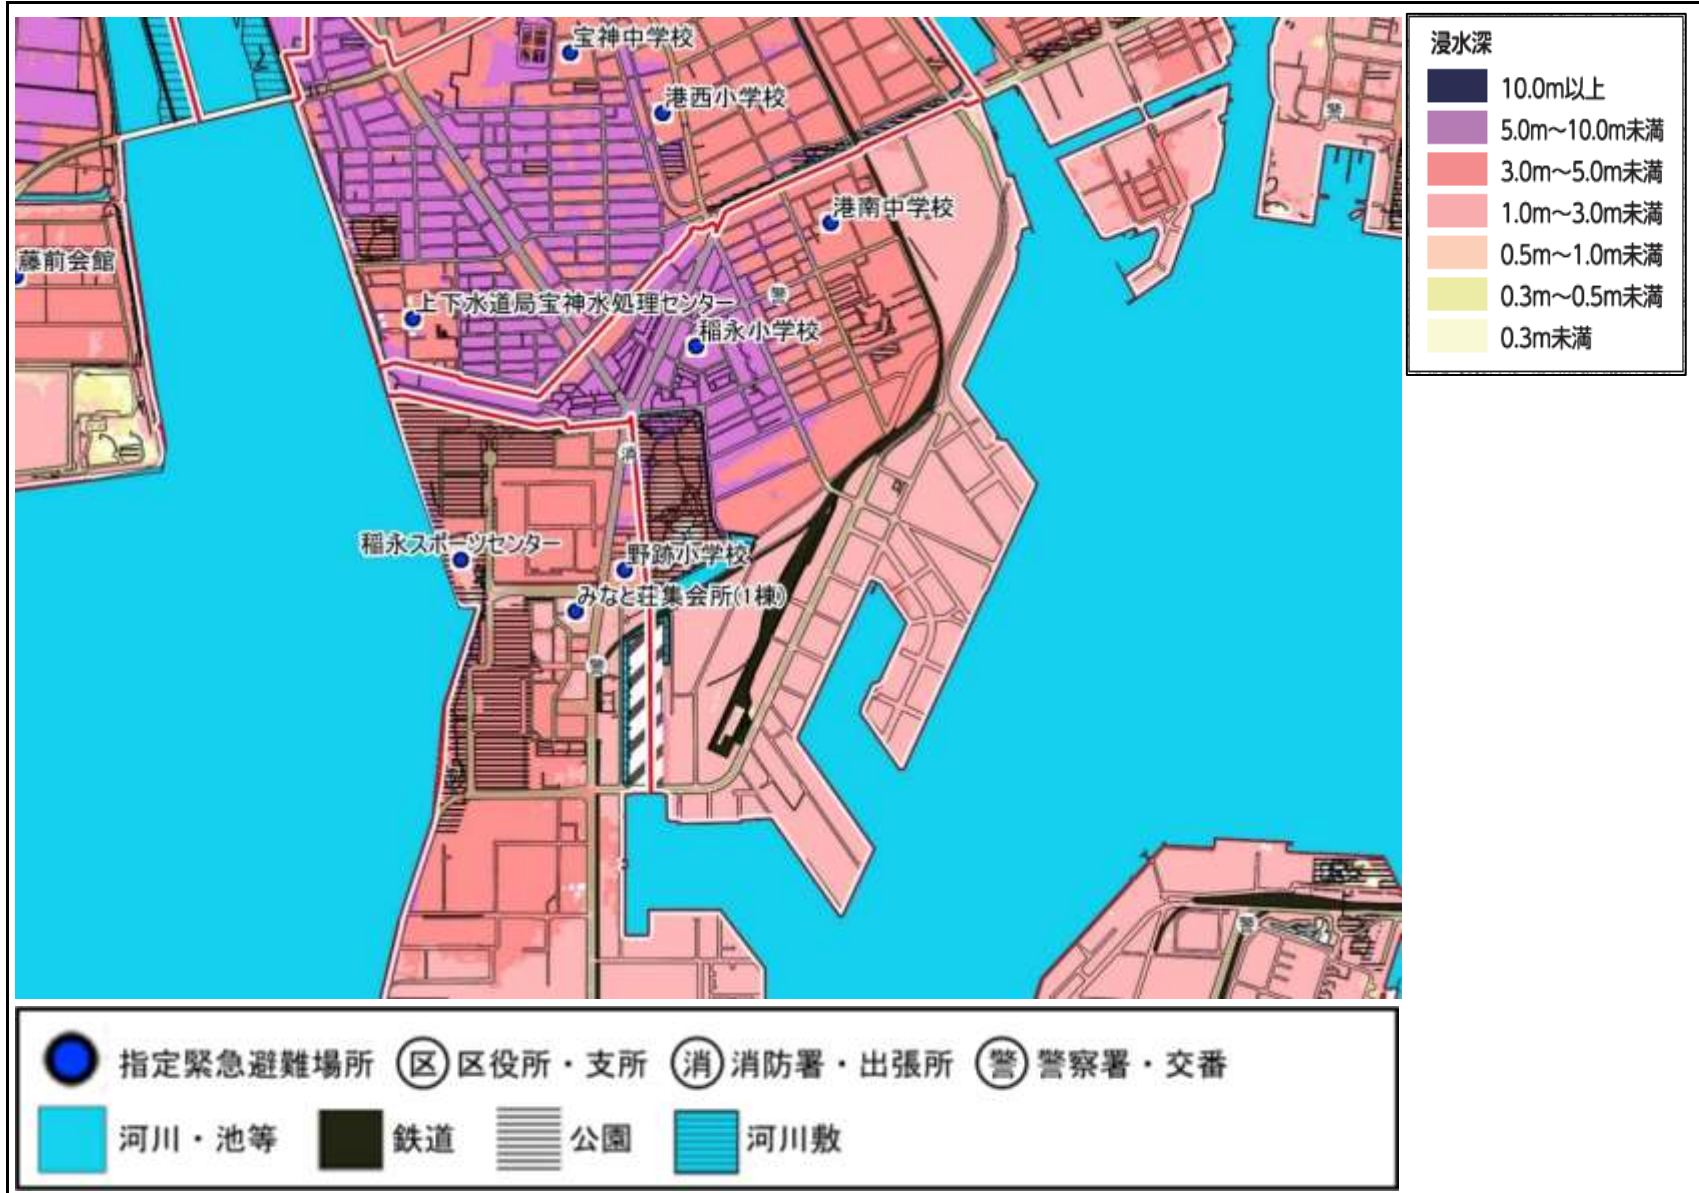 宝神中学校
港西小学校
警
港南中学校
藤前会館
警
上下水道局宝神水処理センター
稲永小学校
消
稲永スポーツセンター
野跡小学校
みなと荘集会所(1棟)
警
警
浸水深
10.0m以上
5.0m～10.0m未満
3.0m～5.0m未満
1.0m～3.0m未満
0.5m～1.0m未満
0.3m～0.5m未満
0.3m未満
指定緊急避難場所 区 区役所・支所 消 消防署・出張所 警 警察署・交番
河川・池等 鉄道 公園 河川敷